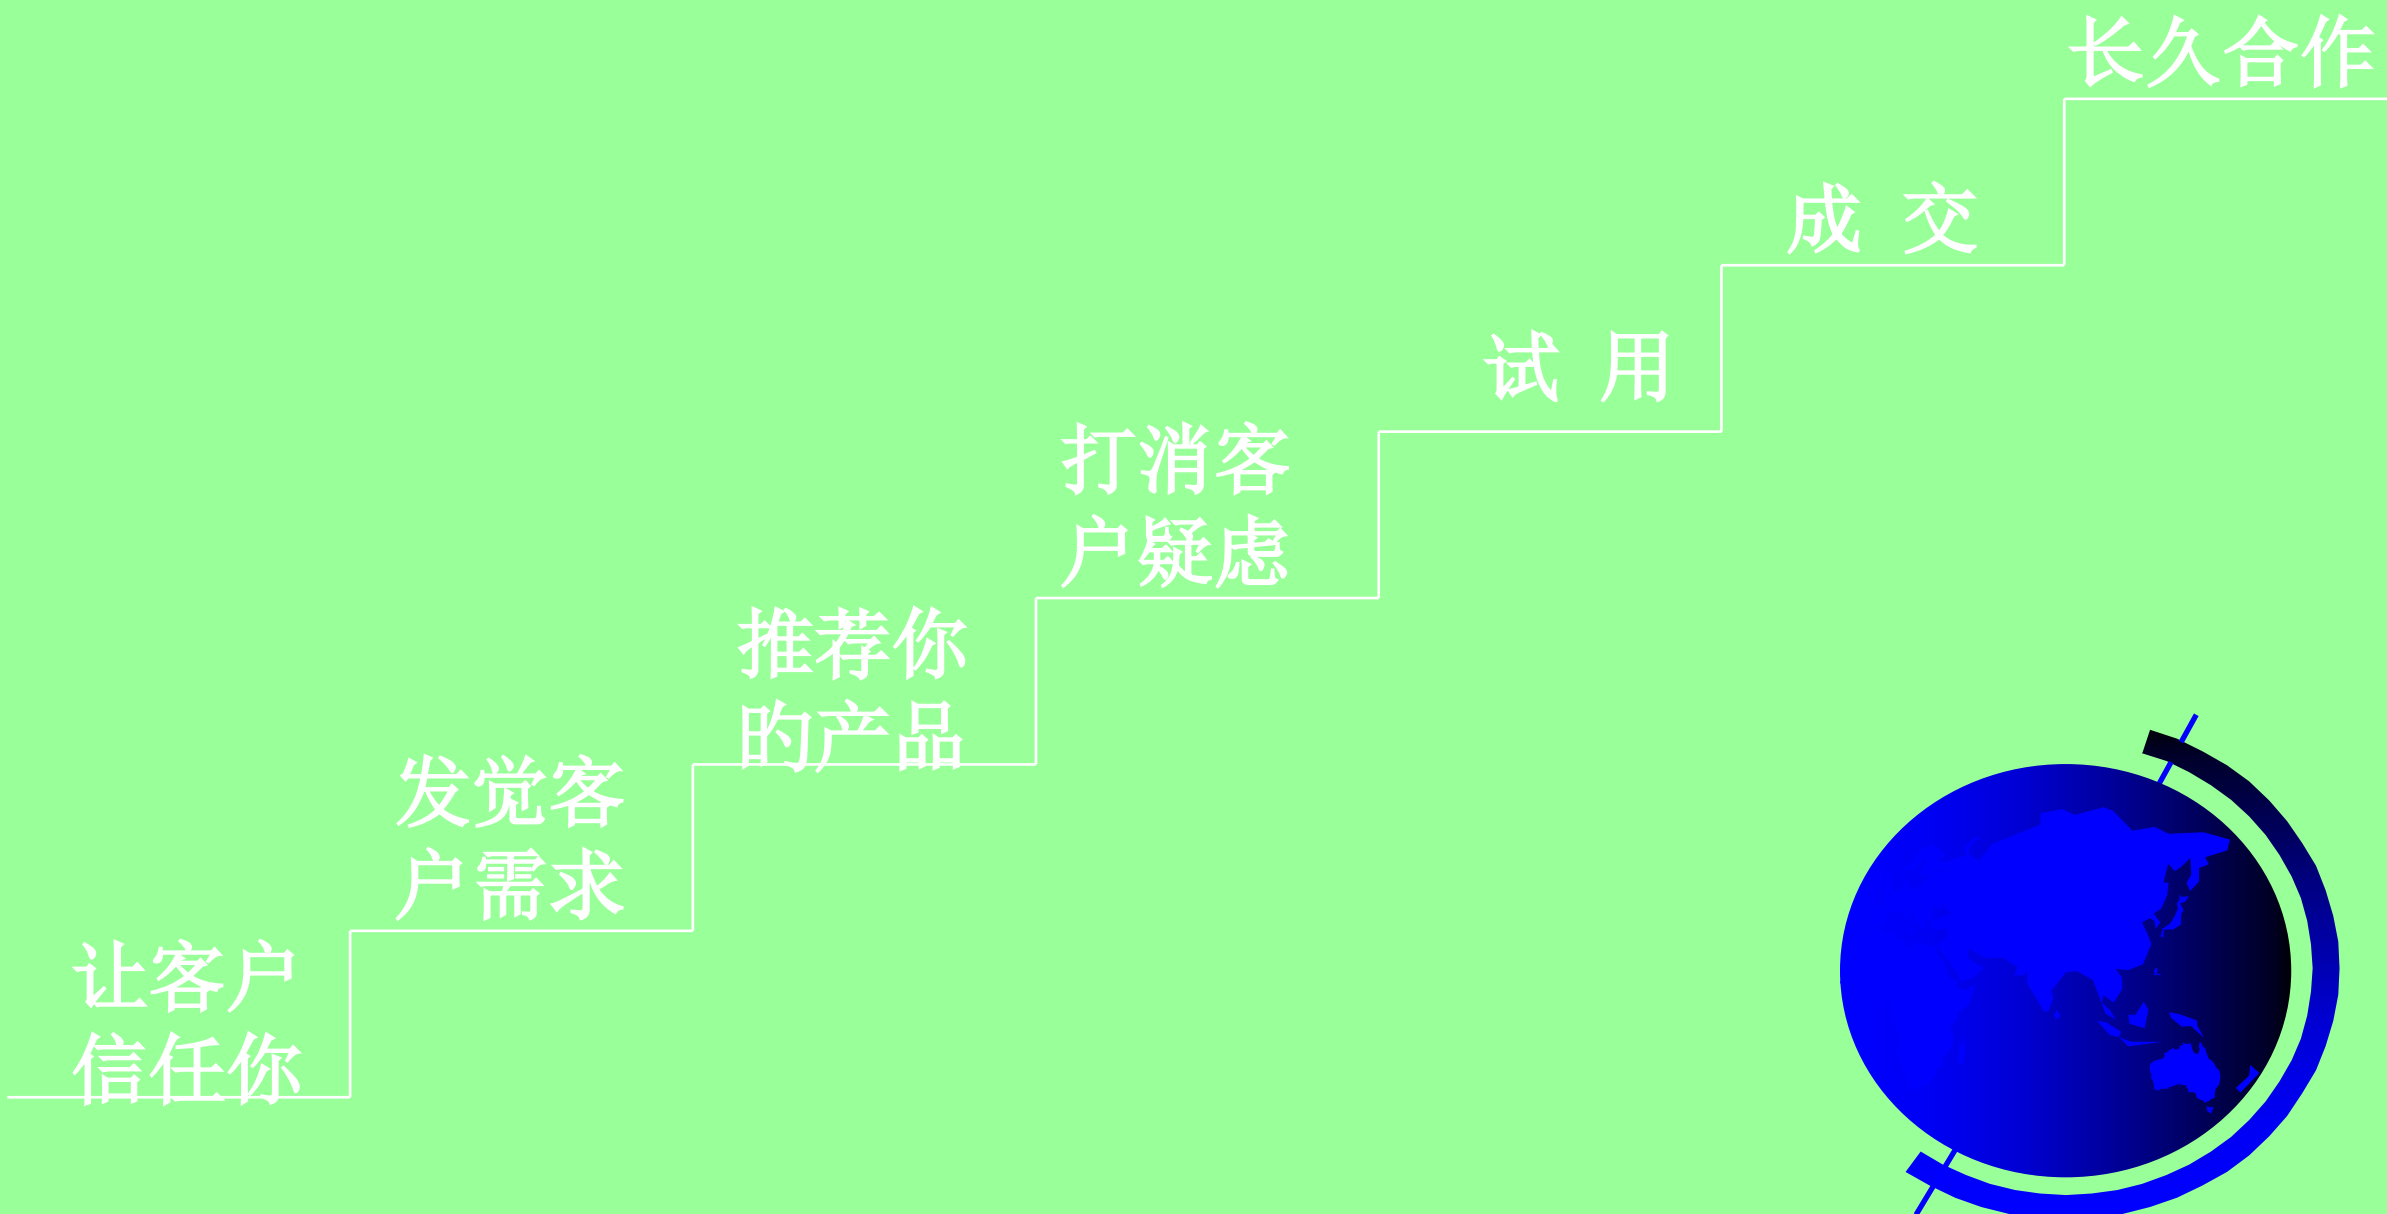 长久合作
成 交
试 用
打消客
户疑虑
推荐你
旳产品
发觉客
户需求
让客户
信任你